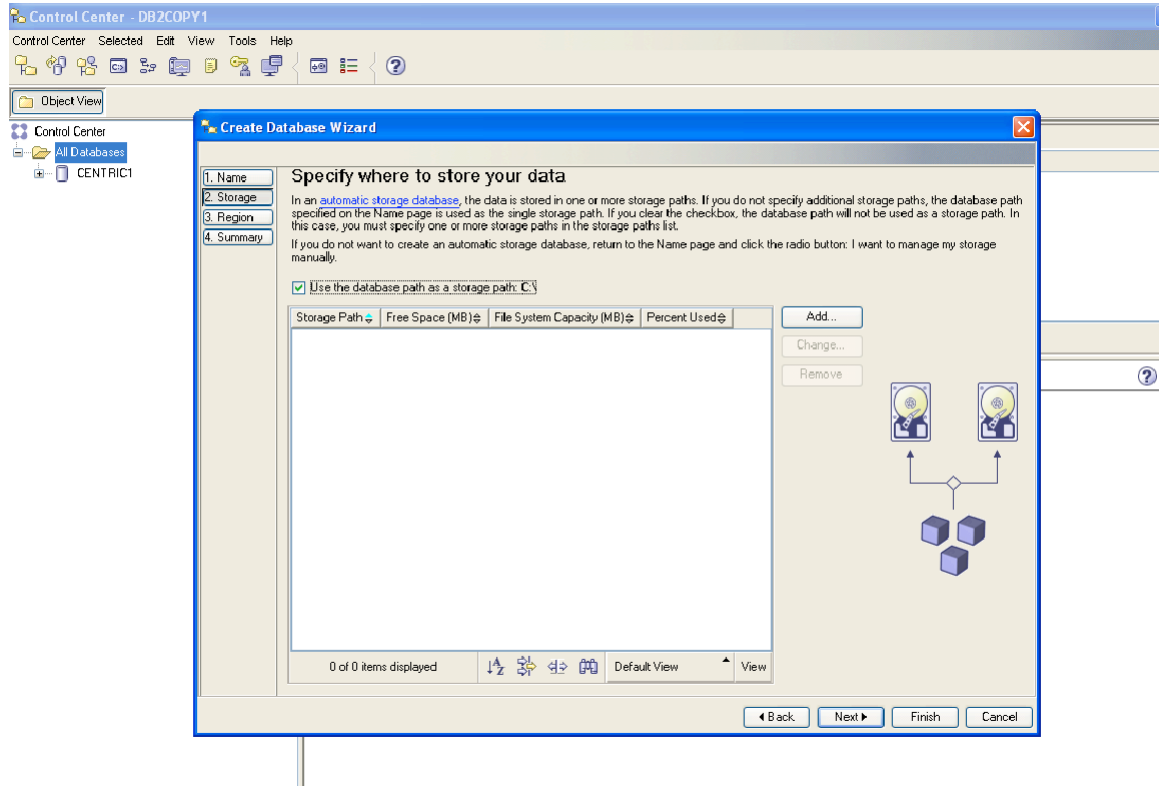 Control Center - DB2COPY1
Control Center Selected Edit View Tools Help
Object View
Control Center
All Databases
CENTRIC1
Create Database Wizard
1. Name
2. Storage
3. Region
4. Summary
Specify where to store your data
In an automatic storage database, the data is stored in one or more storage paths. If you do not specify additional storage paths, the database path
specified on the Name page is used as the single storage path. If you clear the checkbox, the database path will not be used as a storage path. In
this case, you must specify one or more storage paths in the storage paths list.
If you do not want to create an automatic storage database, return to the Name page and click the radio button: I want to manage my storage
manually.
Use the database path as a storage path: C:\
Storage Path Free Space (MB) File System Capacity (MB) Percent Used
Add...
Change...
Remove
0 of 0 items displayed Default View View
Back Next Finish Cancel